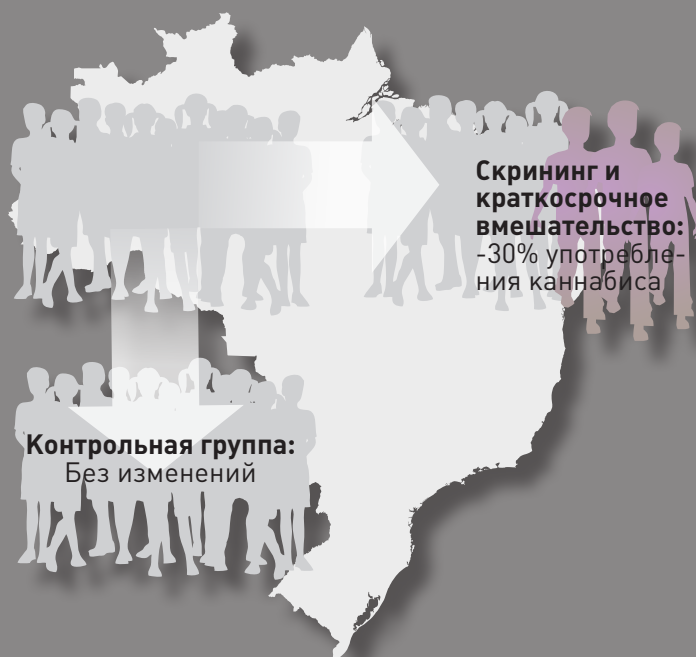 Скрининг и
краткосрочное
вмешательство:
-30% употребле-
ния каннабиса
Контрольная группа:
Без изменений